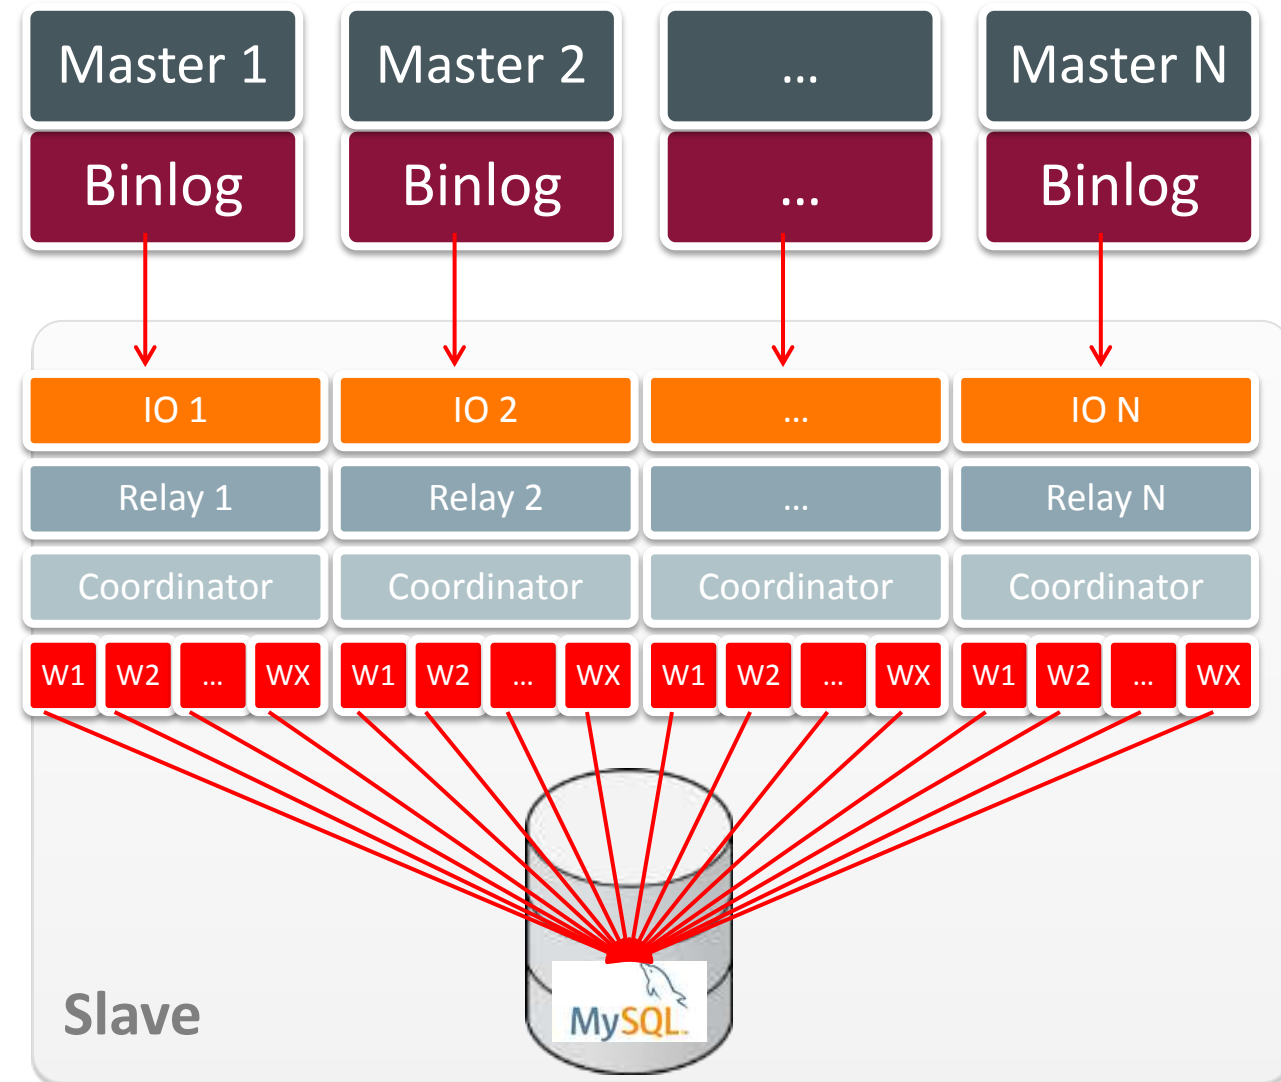 Master 1 Master 2 ... Master N
Binlog Binlog ... Binlog
IO 1 IO 2 ... IO N
Relay 1 Relay 2 ... Relay N
Coordinator Coordinator Coordinator Coordinator
W1 W2 ... WX W1 W2 ... WX W1 W2 ... WX W1 W2 ... WX
Slave
MySQL™